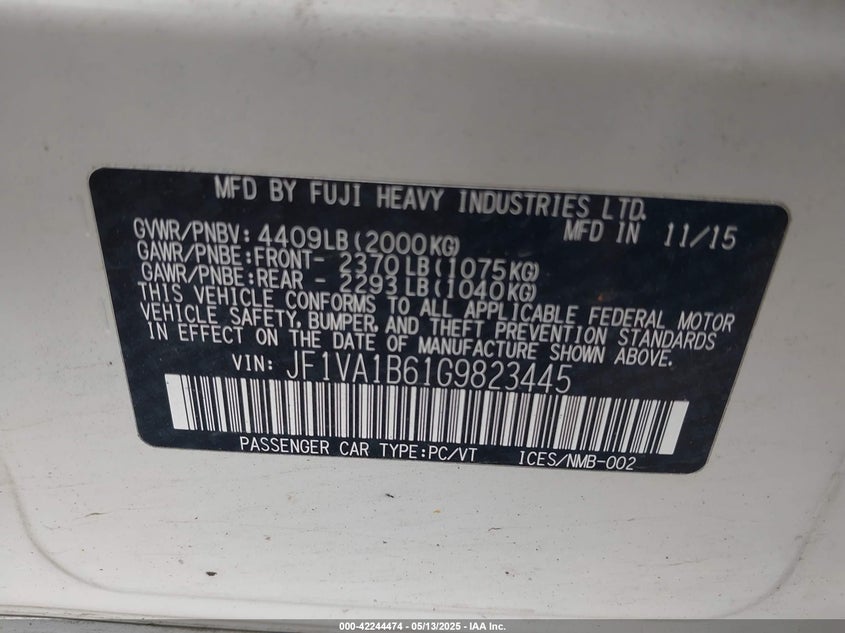 MFD BY FUJI HEAVY INDUSTRIES LTD.
GVWR/PNBV: 4409LB(2000KG) MFD IN 11/15
GAWR/PNBE:FRONT- 2370LB(1075KG)
GAWR/PNBE:REAR - 2293LB(1040KG)
THIS VEHICLE CONFORMS TO ALL APPLICABLE FEDERAL MOTOR
VEHICLE SAFETY, BUMPER, AND THEFT PREVENTION STANDARDS
IN EFFECT ON THE DATE OF MANUFACTURE SHOWN ABOVE.
VIN: JF1VA1B61G9823445
PASSENGER CAR TYPE:PC/VT ICES/NMB-002
000-42244474 - 05/13/2025 - IAA Inc.